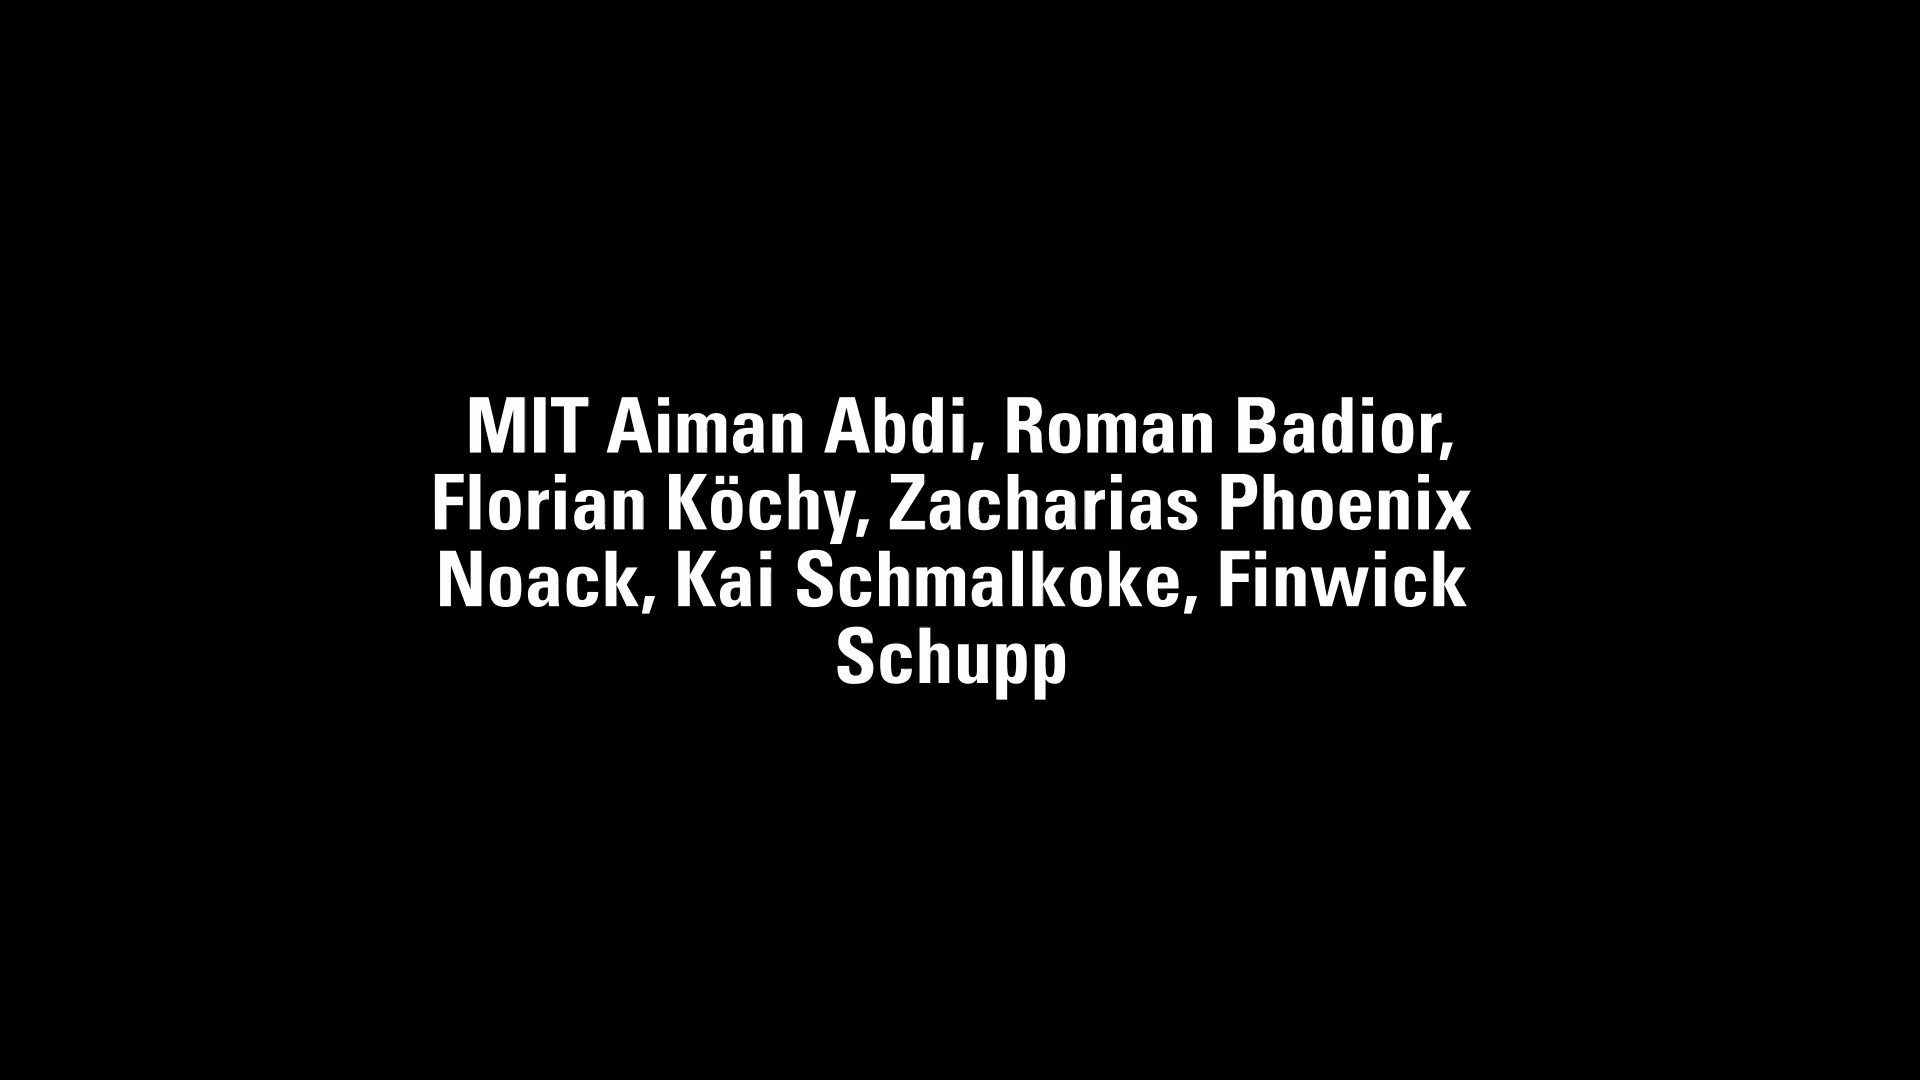 MIT Aiman Abdi, Roman Badior,
Florian Köchy, Zacharias Phoenix
Noack, Kai Schmalkoke, Finwick
Schupp